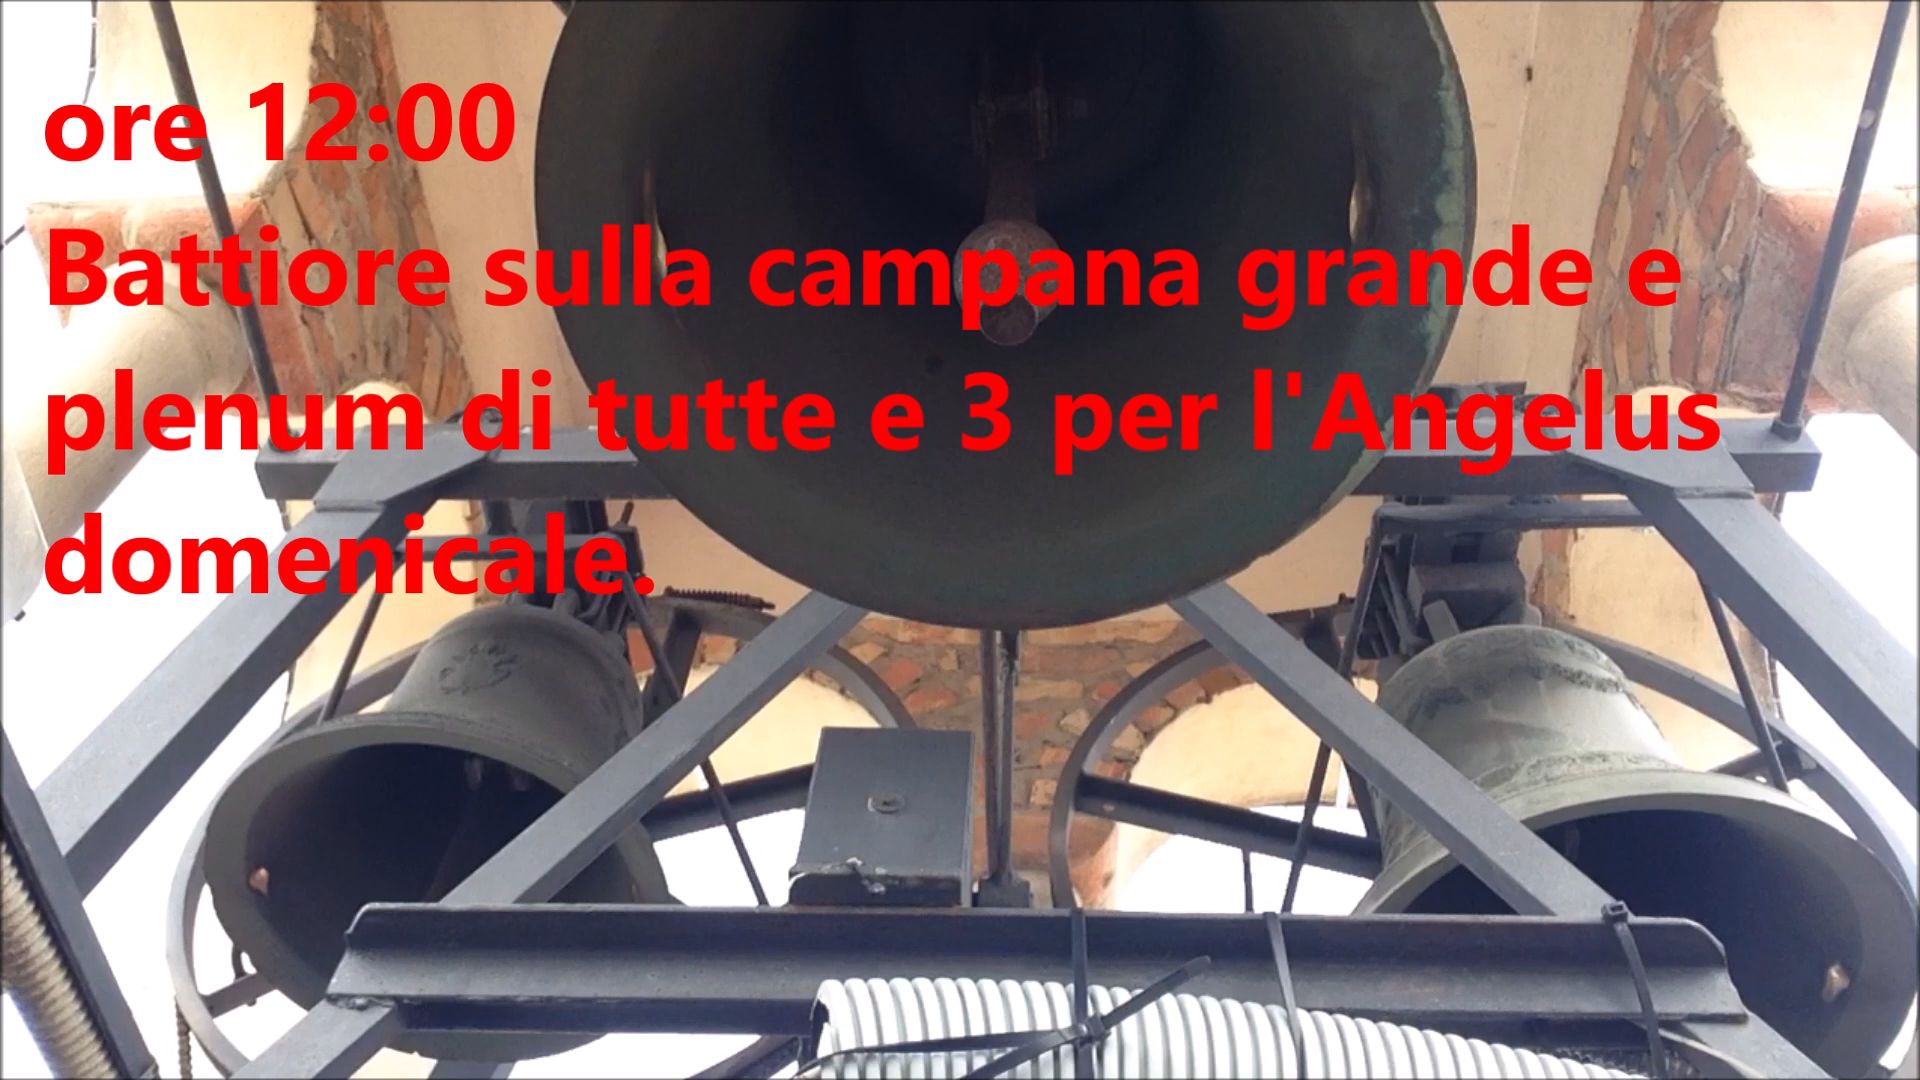 ore 12:00
Battiore sulla campana grande e
plenum di tutte e 3 per l'Angelus
domenicale.